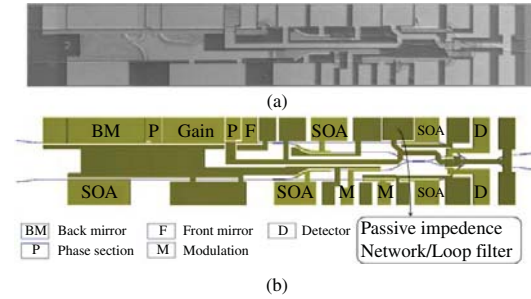 (a)
BM P Gain P F SOA SOA D
SOA SOA M M SOA D
BM Back mirror F Front mirror D Detector
P Phase section M Modulation
Passive impedence
Network/Loop filter
(b)